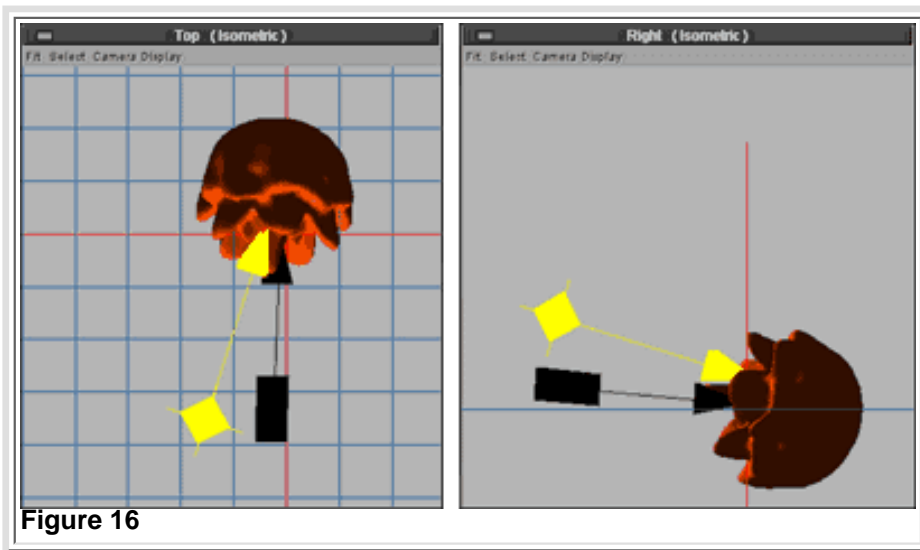 Top (Isometric)
Fit Select Camera Display
Right (Isometric)
Fit Select Camera Display
Figure 16